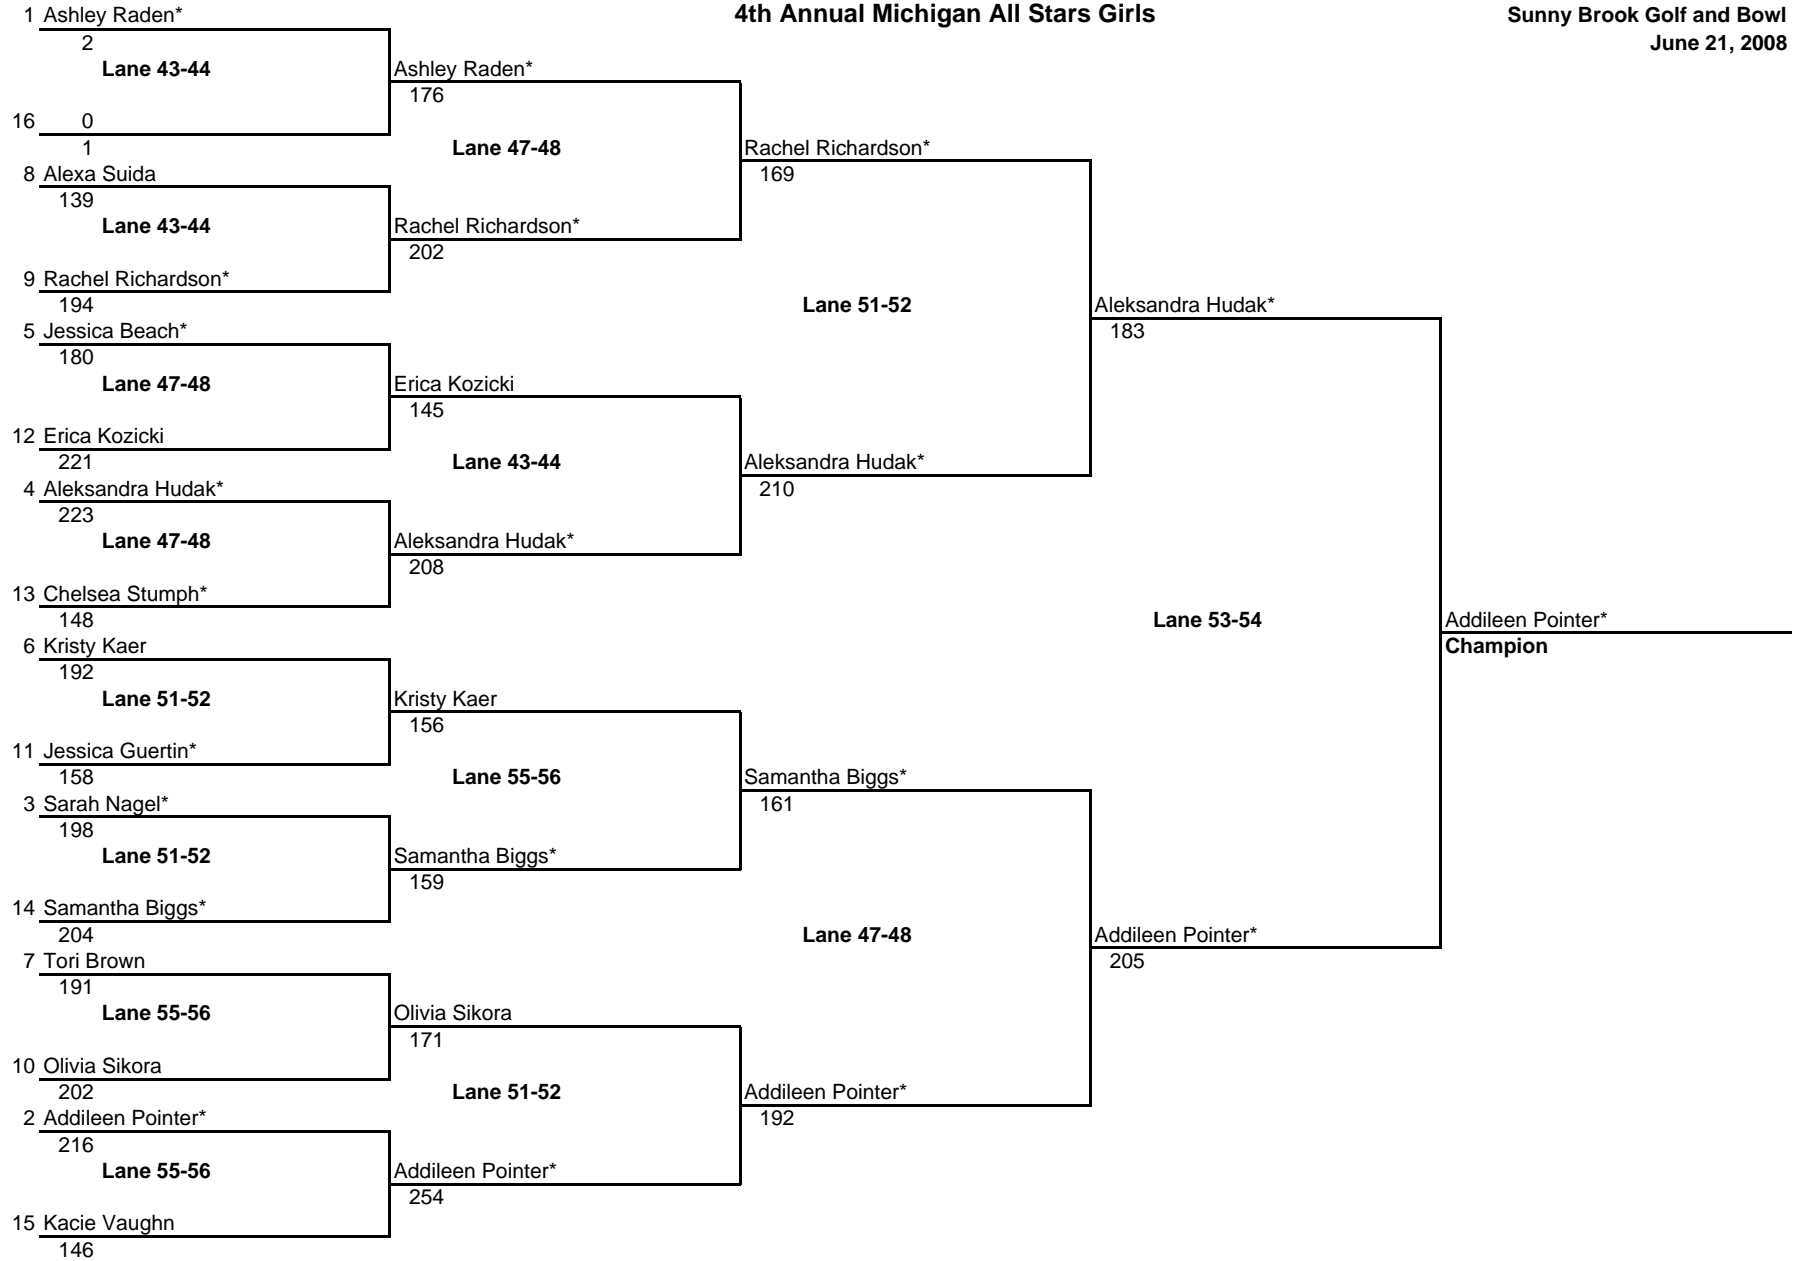 4th Annual Michigan All Stars Girls
Sunny Brook Golf and Bowl
June 21, 2008
1 Ashley Raden*
2
Lane 43-44
16 0
1
8 Alexa Suida
139
Lane 43-44
9 Rachel Richardson*
194
5 Jessica Beach*
180
Lane 47-48
12 Erica Kozicki
221
4 Aleksandra Hudak*
223
Lane 47-48
13 Chelsea Stumph*
148
6 Kristy Kaer
192
Lane 51-52
11 Jessica Guertin*
158
3 Sarah Nagel*
198
Lane 51-52
14 Samantha Biggs*
204
7 Tori Brown
191
Lane 55-56
10 Olivia Sikora
202
2 Addileen Pointer*
216
Lane 55-56
15 Kacie Vaughn
146
Ashley Raden*
176
Lane 47-48
Rachel Richardson*
202
Erica Kozicki
145
Lane 43-44
Aleksandra Hudak*
208
Kristy Kaer
156
Lane 55-56
Samantha Biggs*
159
Olivia Sikora
171
Lane 51-52
Addileen Pointer*
254
Rachel Richardson*
169
Lane 51-52
Aleksandra Hudak*
210
Samantha Biggs*
161
Lane 47-48
Addileen Pointer*
192
Aleksandra Hudak*
183
Lane 53-54
Addileen Pointer*
205
Addileen Pointer*
Champion